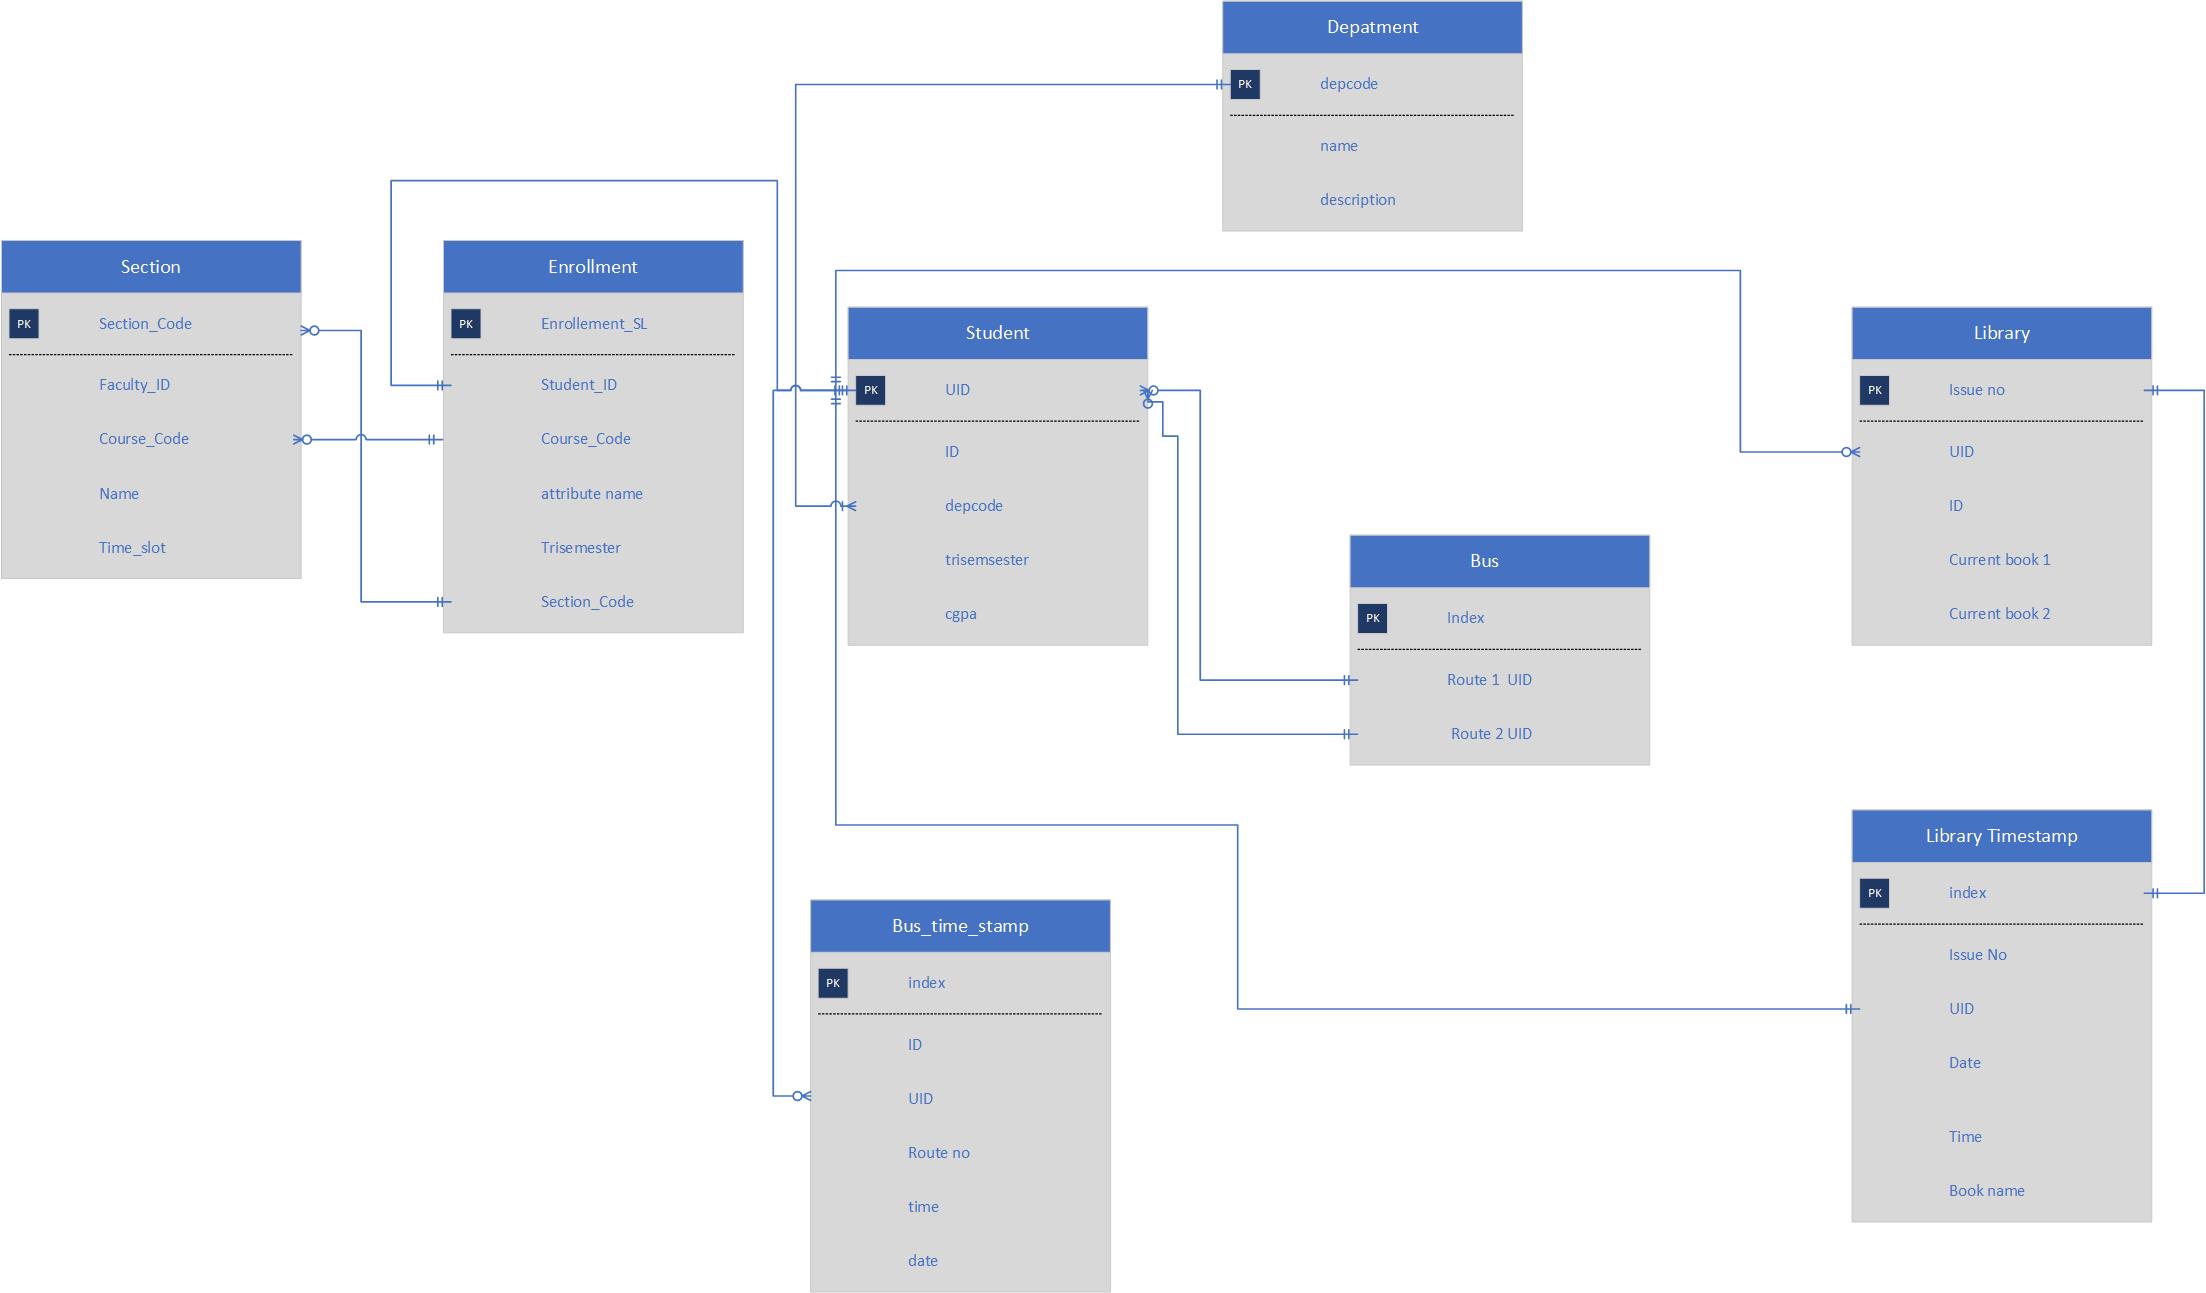 Depatment
PK depcode
name
description
Section
PK Section_Code
Faculty_ID
Course_Code
Name
Time_slot
Enrollment
PK Enrollement_SL
Student_ID
Course_Code
attribute name
Trisemester
Section_Code
Student
PK UID
ID
depcode
trisemsester
cgpa
Library
PK Issue no
UID
ID
Current book 1
Current book 2
Bus
PK Index
Route 1 UID
Route 2 UID
Library Timestamp
PK index
Issue No
UID
Date
Time
Book name
Bus_time_stamp
PK index
ID
UID
Route no
time
date